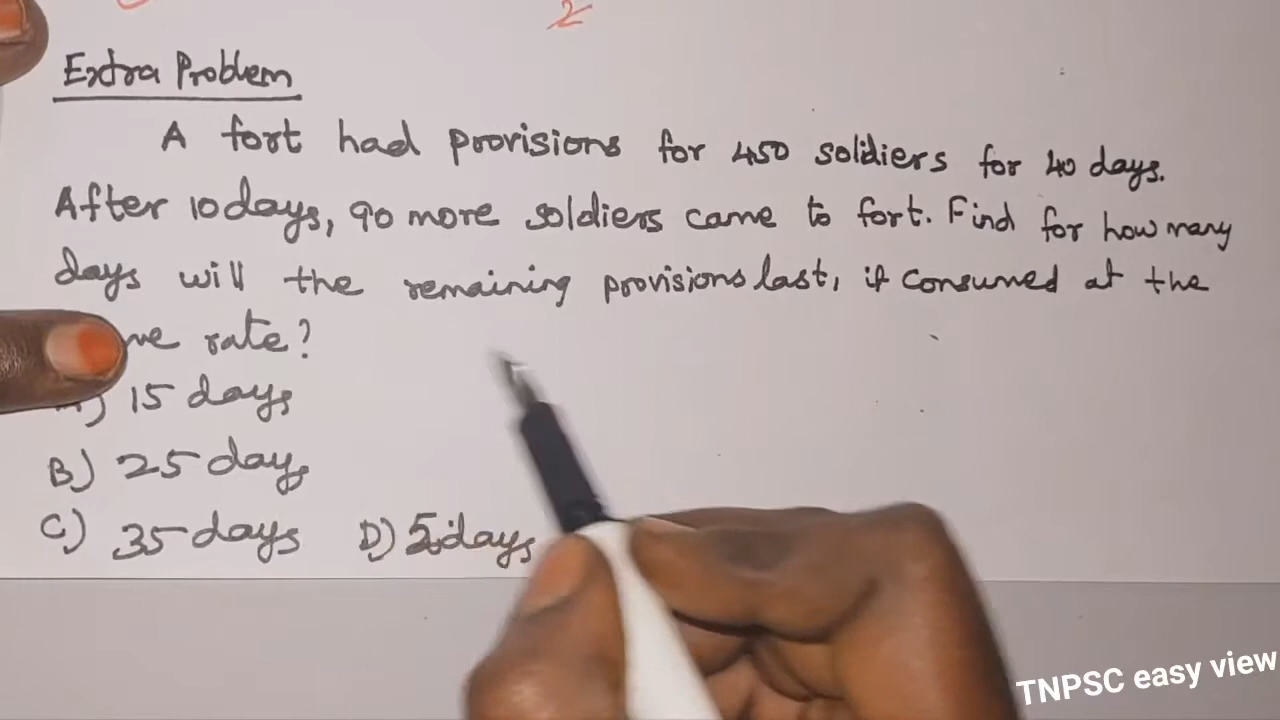 Extra Problem
A fort had provisions for 450 soldiers for 40 days.
After 10 days, 90 more soldiers came to fort. Find for how many
days will the remaining provisions last, if consumed at the
rate?
15 days
B) 25 days
C) 35 days D) days
TNPSC easy view